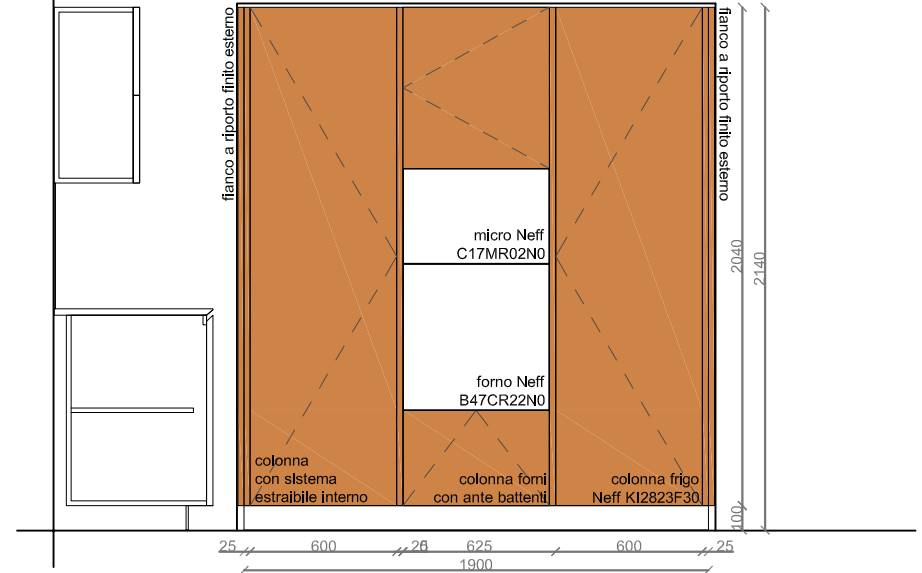 fianco a riporto finito esterno
fianco a riporto finito esterno
micro Neff
C17MR02N0
forno Neff
B47CR22N0
colonna
con sistema
estraibile interno
colonna forni
con ante battenti
colonna frigo
Neff KI2823F30
2040
2140
100
25
600
625
600
25
1900